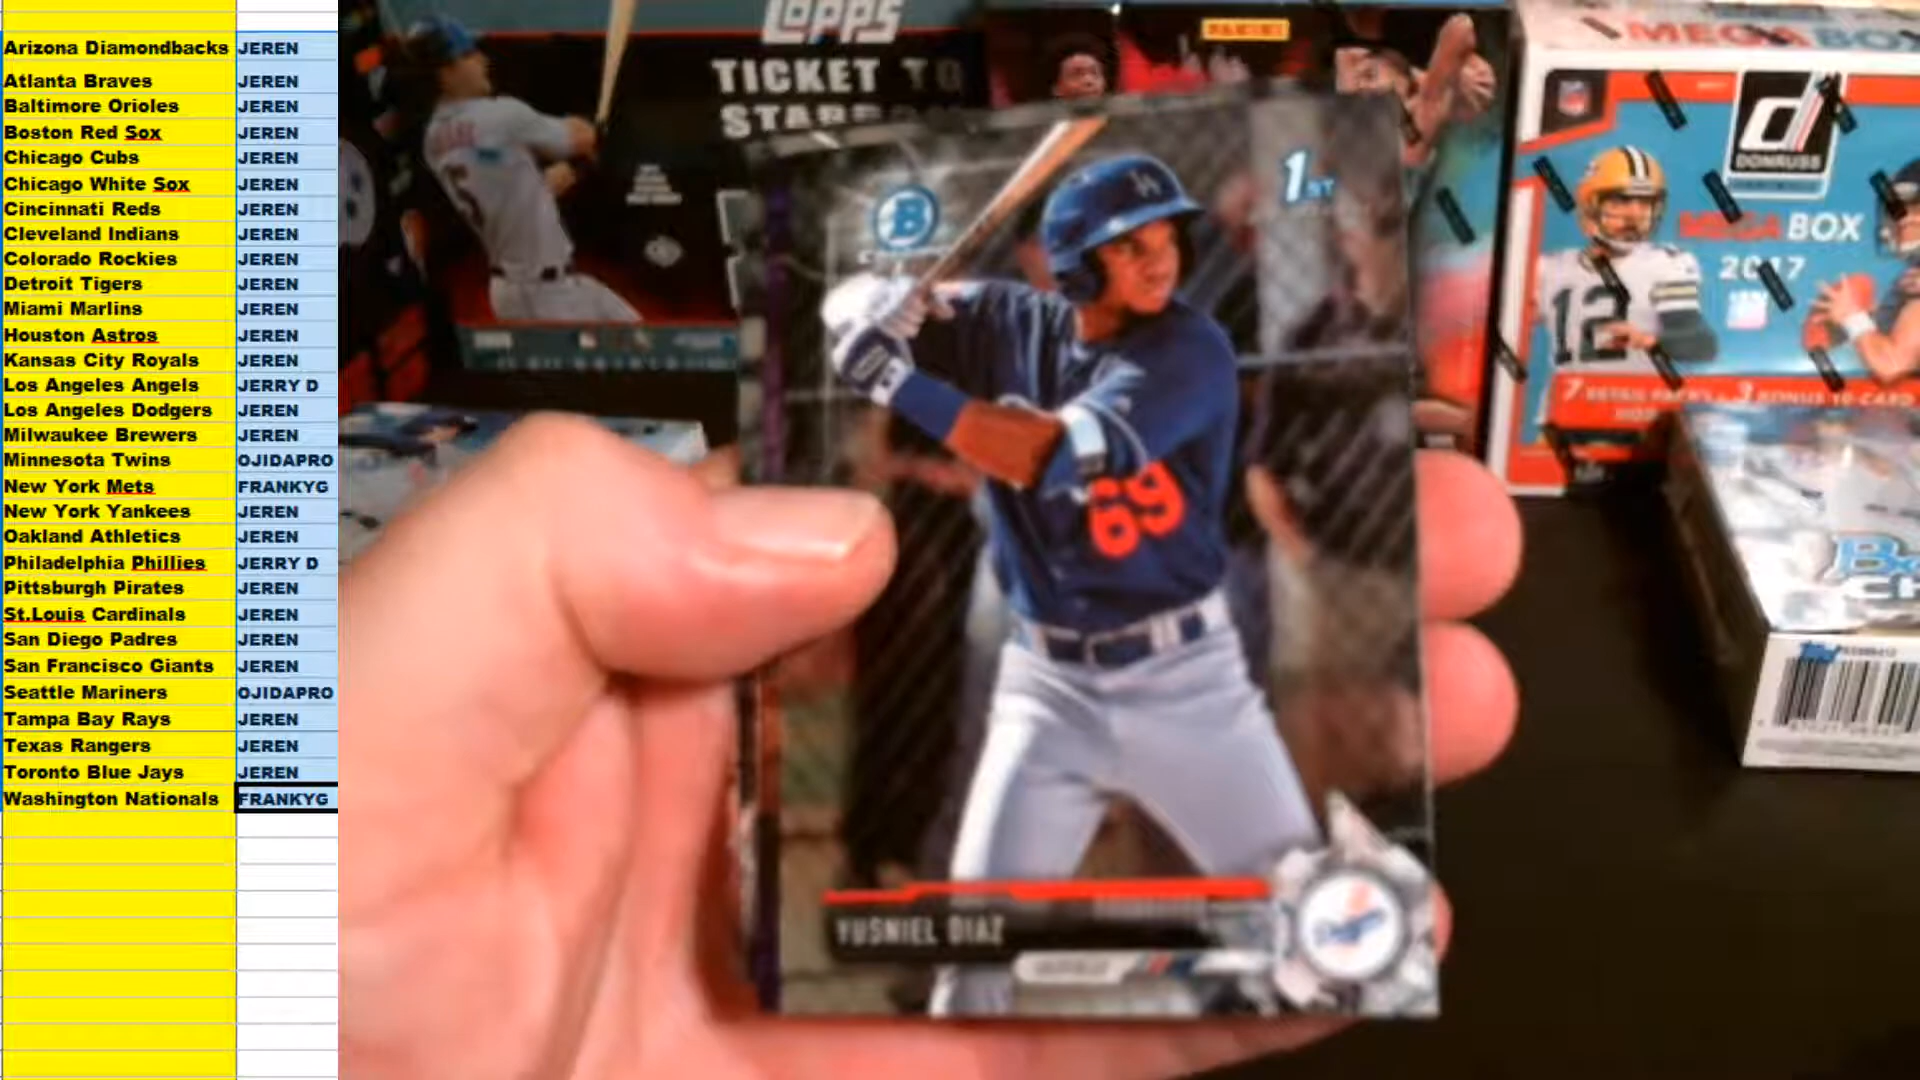 Arizona Diamondbacks JEREN
Atlanta Braves JEREN
Baltimore Orioles JEREN
Boston Red Sox JEREN
Chicago Cubs JEREN
Chicago White Sox JEREN
Cincinnati Reds JEREN
Cleveland Indians JEREN
Colorado Rockies JEREN
Detroit Tigers JEREN
Miami Marlins JEREN
Houston Astros JEREN
Kansas City Royals JEREN
Los Angeles Angels JERRY D
Los Angeles Dodgers JEREN
Milwaukee Brewers JEREN
Minnesota Twins OJIDAPRO
New York Mets FRANKYG
New York Yankees JEREN
Oakland Athletics JEREN
Philadelphia Phillies JERRY D
Pittsburgh Pirates JEREN
St.Louis Cardinals JEREN
San Diego Padres JEREN
San Francisco Giants JEREN
Seattle Mariners OJIDAPRO
Tampa Bay Rays JEREN
Texas Rangers JEREN
Toronto Blue Jays JEREN
Washington Nationals FRANKYG
TOPPS
TICKET TO
PANINI
MEGA BOX
DONRUSS
MEGA BOX
2017
12
B
1ST
LA
69
YUSNIEL DIAZ
Dodgers